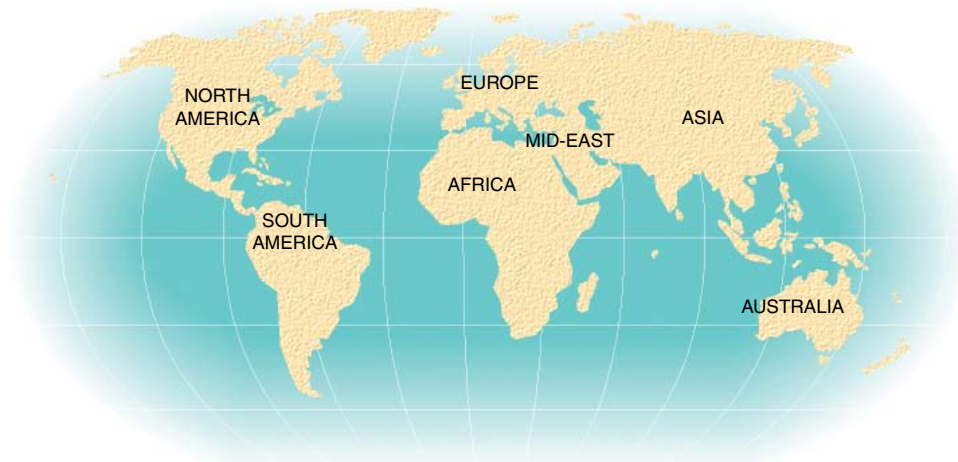 EUROPE
NORTH
AMERICA
ASIA
MID-EAST
AFRICA
SOUTH
AMERICA
AUSTRALIA